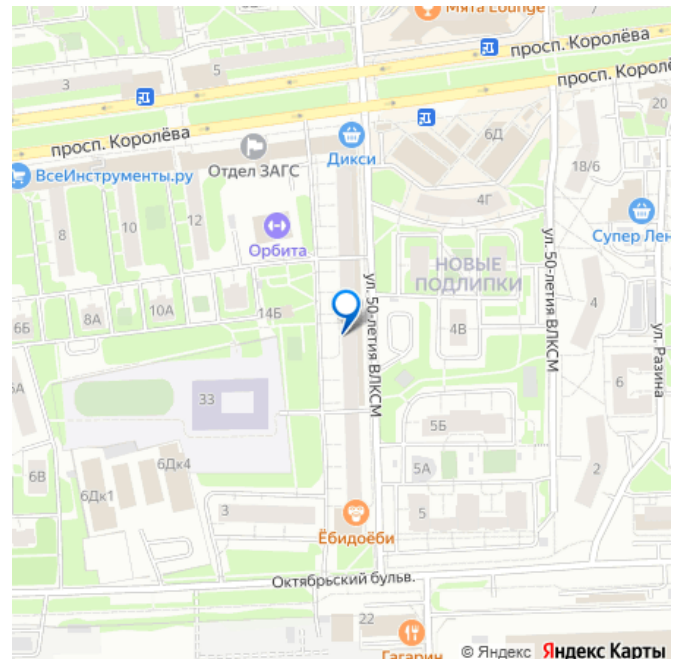 Мята Lounge
7
просп. Королёва
5
3
просп. Королё
20
просп. Королёва
6Д
Отдел ЗАГС
Дикси
18/6
ВсеИнструменты.ру
4Г
12
10
8
Орбита
Супер Лен
НОВЫЕ
ПОДЛИПКИ
ул. 50-летия ВЛКСМ
ул. 50-летия ВЛКСМ
4
10А
14Б
8А
6Б
4В
ул. Разина
6
5А
33
5Б
6Дк4
5А
6В
2
6Дк1
3
5
Ёбидоёби
Октябрьский бульв.
22
Гагарин
© Яндекс Яндекс Карты